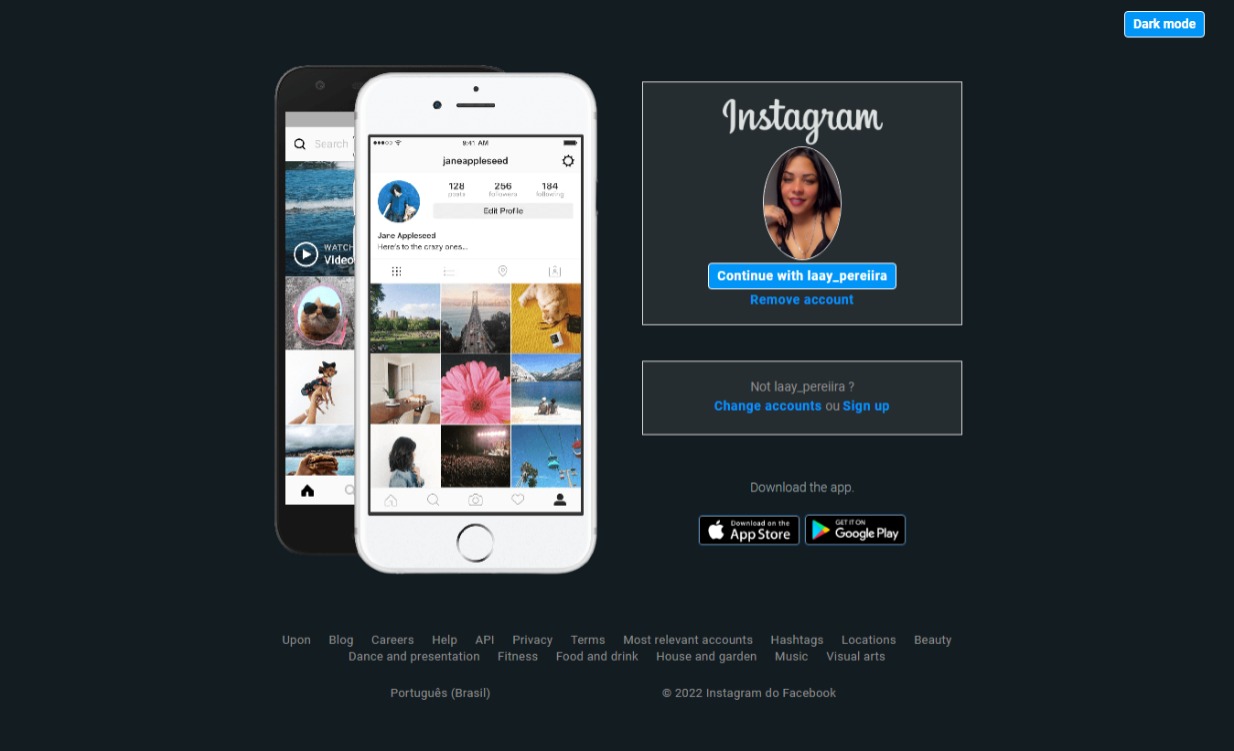 Dark mode
Search
WATCH
Video
9:41 AM
janeappleseed
128 256 184
posts followers following
Edit Profile
Jane Appleseed
Here's to the crazy ones...
Instagram
Continue with laay_pereiira
Remove account
Not laay_pereiira ?
Change accounts ou Sign up
Download the app.
Download on the
App Store
GET IT ON
Google Play
Upon Blog Careers Help API Privacy Terms Most relevant accounts Hashtags Locations Beauty
Dance and presentation Fitness Food and drink House and garden Music Visual arts
Português (Brasil) © 2022 Instagram do Facebook